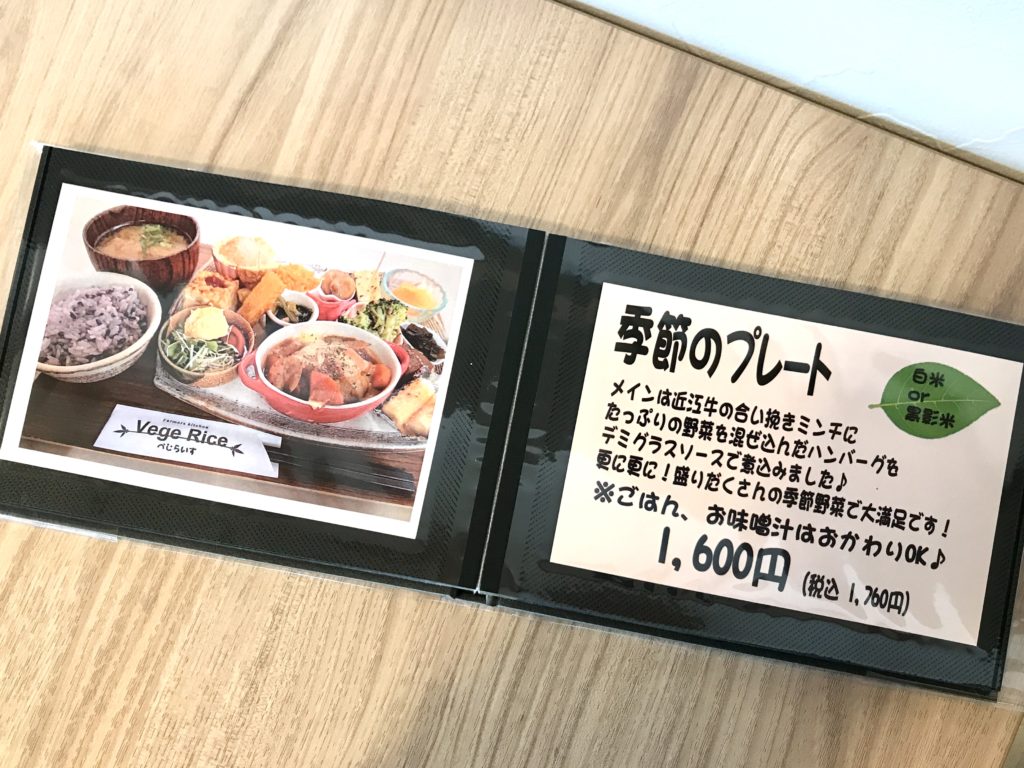 Farmers kitchen
Vege Rice
べじらいす
季節のプレート
白米
or
黒影米
メインは近江牛の合い挽きミンチに
たっぷりの野菜を混ぜ込んだハンバーグを
デミグラスソースで煮込みました♪
更に更に！盛りだくさんの季節野菜で大満足です！
※ごはん、お味噌汁はおかわりOK♪
1,600円 (税込 1,760円)